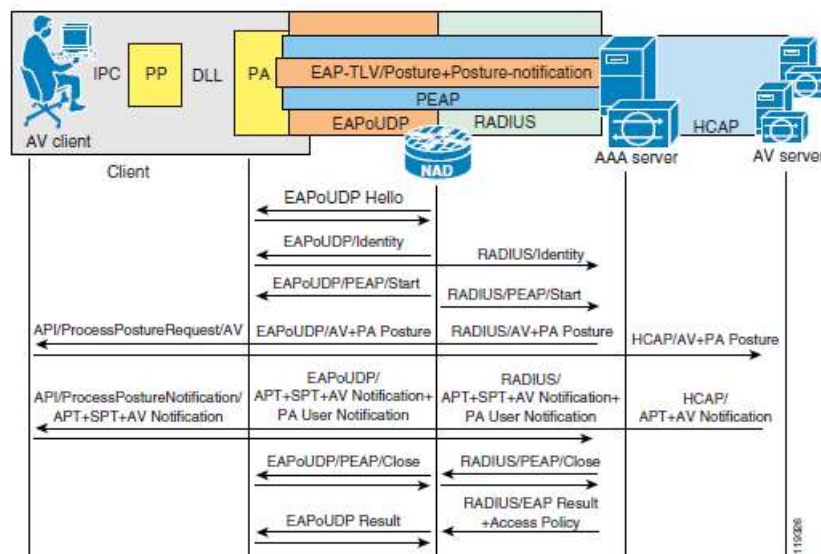 IPC
PP
DLL
PA
EAP-TLV/Posture+Posture-notification
PEAP
EAPoUDP
RADIUS
HCAP
AV client
Client
NAD
AAA server
AV server
EAPoUDP Hello
EAPoUDP/Identity
RADIUS/Identity
EAPoUDP/PEAP/Start
RADIUS/PEAP/Start
API/ProcessPostureRequest/AV
EAPoUDP/AV+PA Posture
RADIUS/AV+PA Posture
HCAP/AV+PA Posture
API/ProcessPostureNotification/
APT+SPT+AV Notification
EAPoUDP/
APT+SPT+AV Notification+
PA User Notification
RADIUS/
APT+SPT+AV Notification+
PA User Notification
HCAP/
APT+AV Notification
EAPoUDP/PEAP/Close
RADIUS/PEAP/Close
EAPoUDP Result
RADIUS/EAP Result
+Access Policy
119326